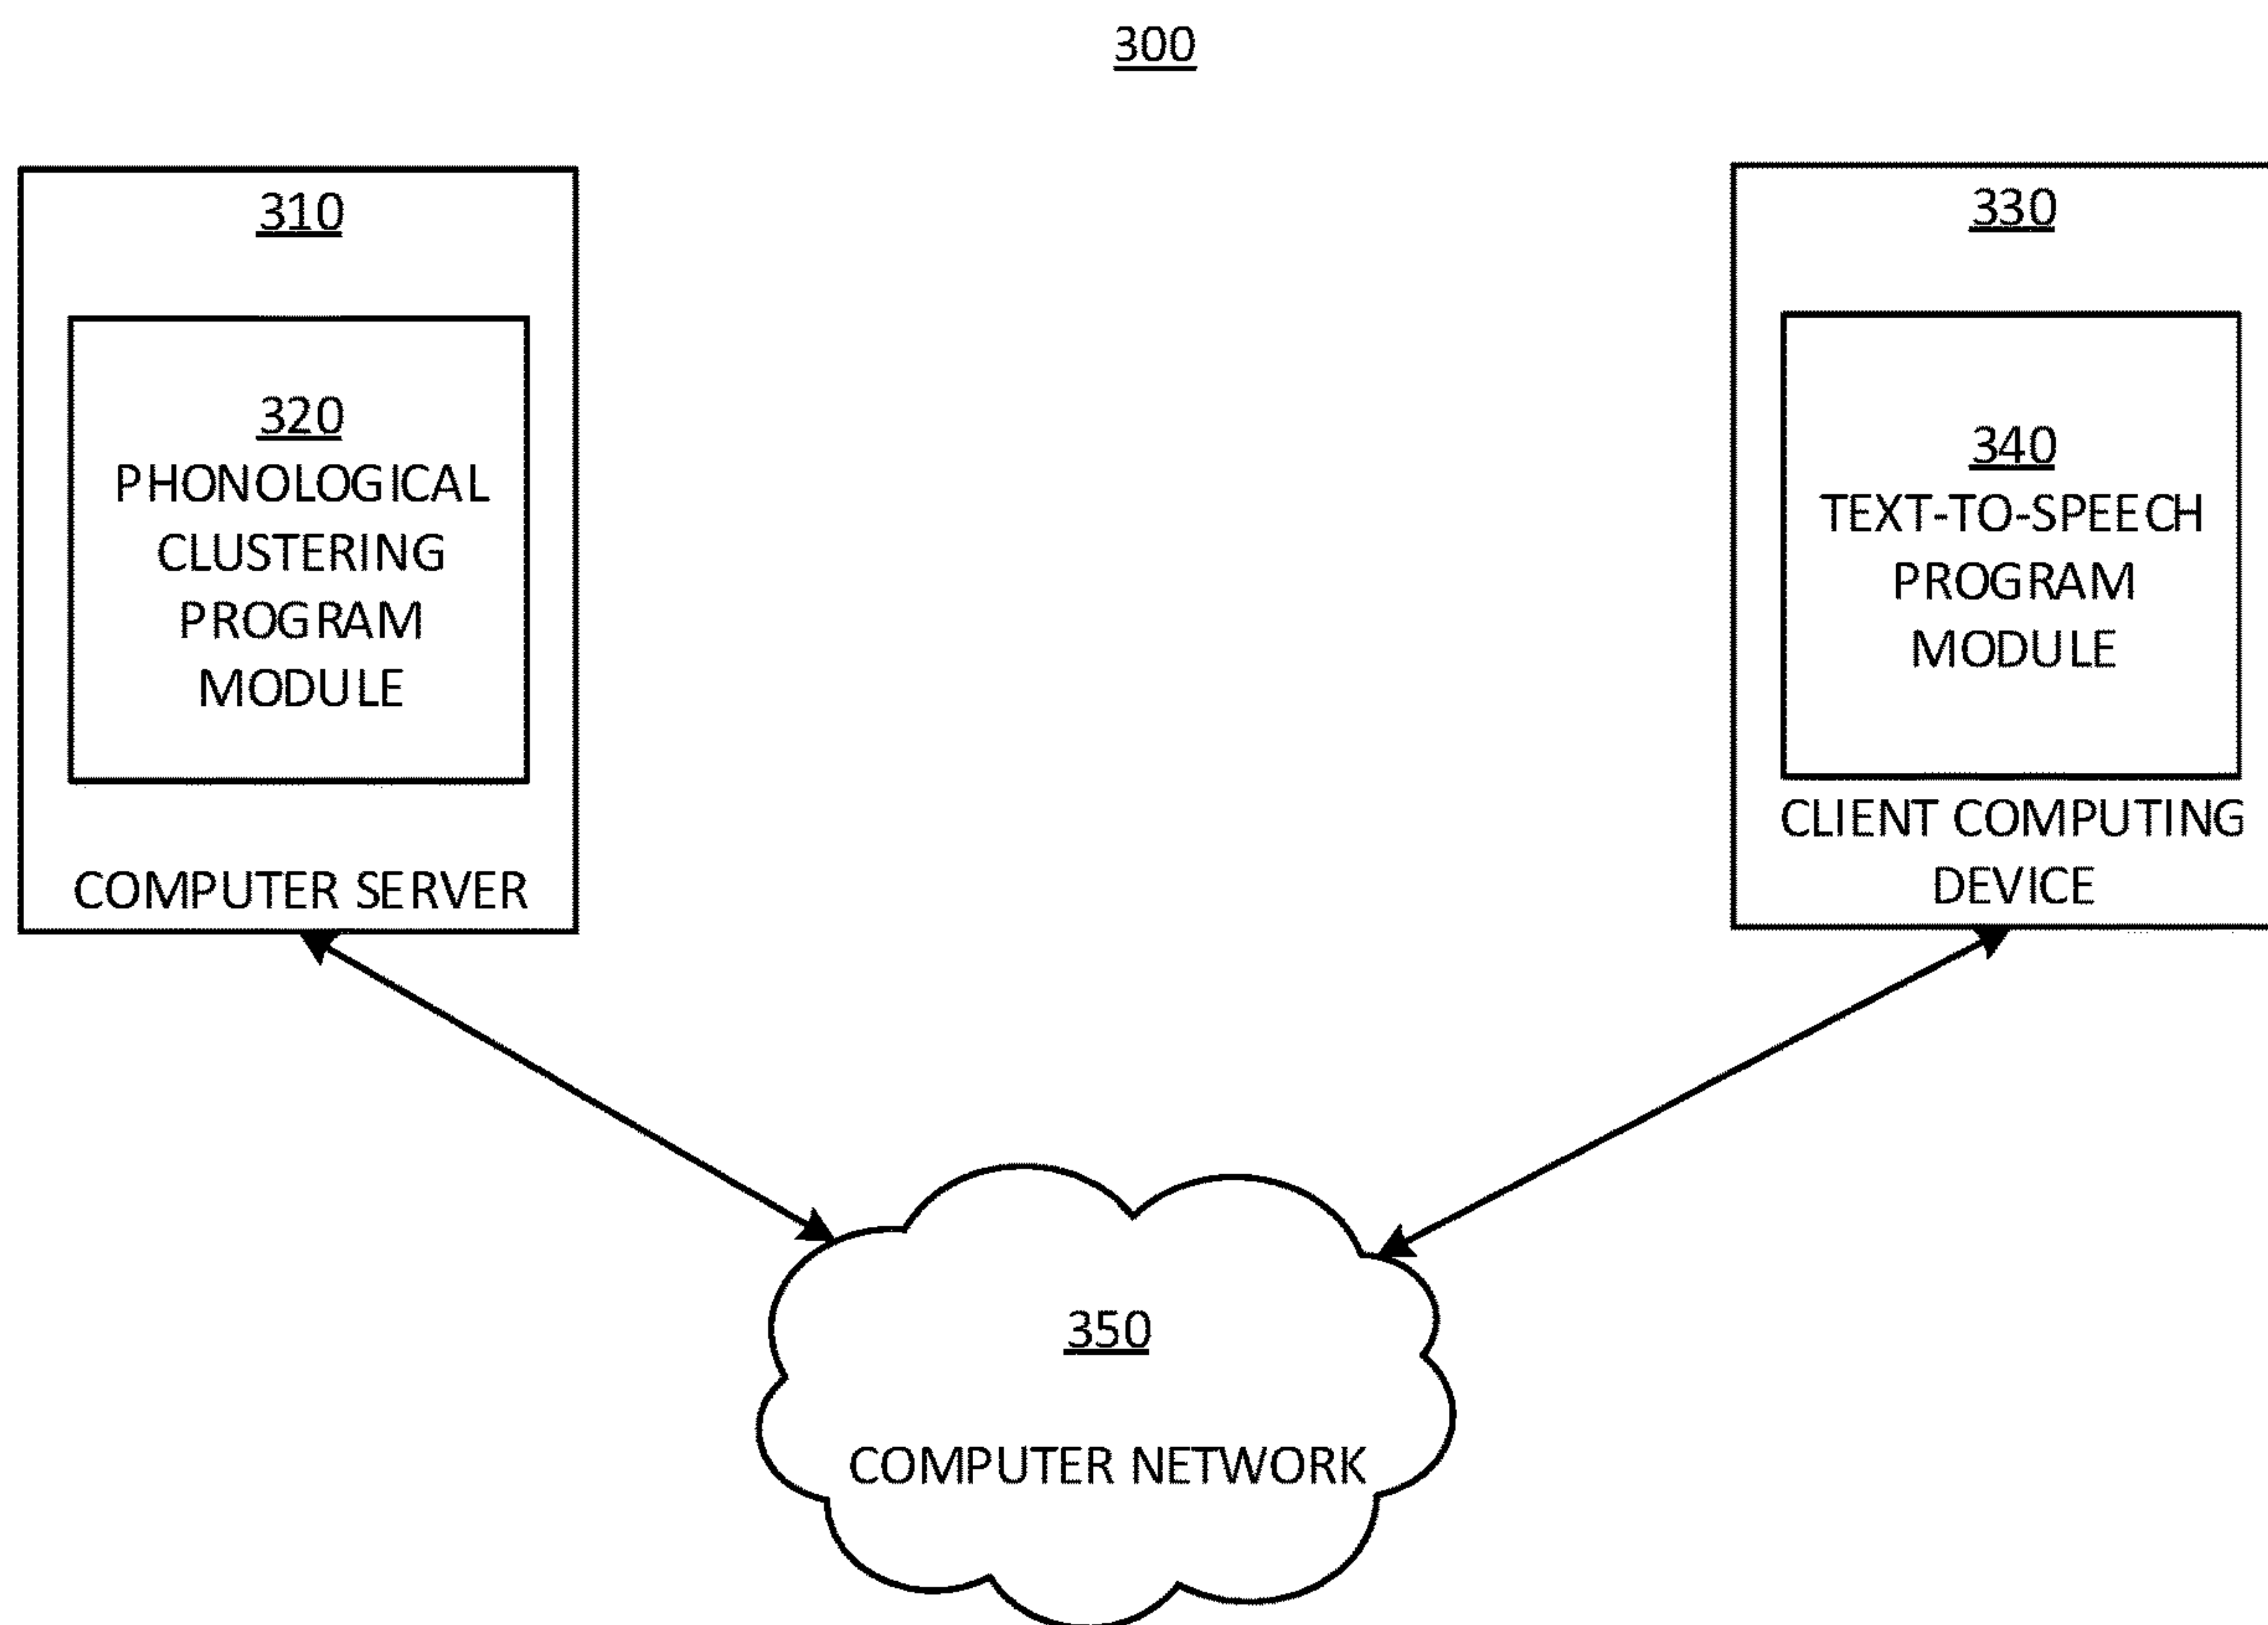 300
310
320
PHONOLOGICAL
CLUSTERING
PROGRAM
MODULE
COMPUTER SERVER
330
340
TEXT-TO-SPEECH
PROGRAM
MODULE
CLIENT COMPUTING
DEVICE
350
COMPUTER NETWORK